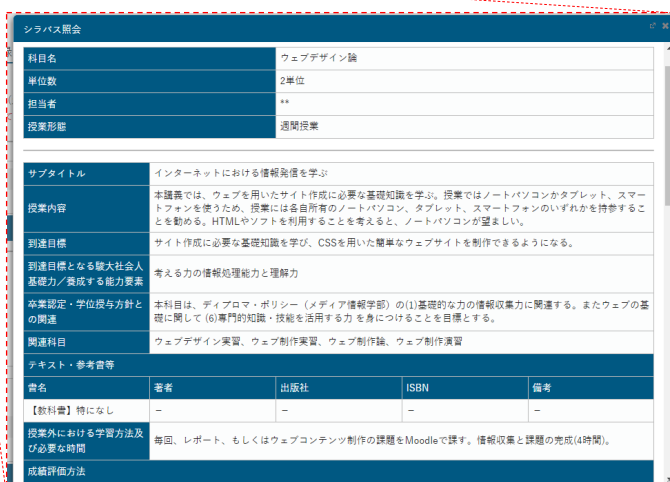 シラバス照会
科目名 ウェブデザイン論
単位数 2単位
担当者 **
授業形態 週間授業
サブタイトル インターネットにおける情報発信を学ぶ
授業内容 本講義では、ウェブを用いたサイト作成に必要な基礎知識を学ぶ。授業ではノートパソコンかタブレット、スマー
トフォンを使うため、授業には各自所有のノートパソコン、タブレット、スマートフォンのいずれかを持参するこ
とを勧める。HTMLやソフトを利用することを考えると、ノートパソコンが望ましい。
到達目標 サイト作成に必要な基礎知識を学び、CSSを用いた簡単なウェブサイトを制作できるようになる。
到達目標となる駿大社会人
基礎力／養成する能力要素 考える力の情報処理能力と理解力
卒業認定・学位授与方針と
の関連
本科目は、ディプロマ・ポリシー（メディア情報学部）の(1)基礎的な力の情報収集力に関連する。またウェブの基
礎に関して (6)専門的知識・技能を活用する力 を身につけることを目標とする。
関連科目 ウェブデザイン実習、ウェブ制作実習、ウェブ制作論、ウェブ制作演習
テキスト・参考書等
書名 著者 出版社 ISBN 備考
【教科書】特になし － － － －
授業外における学習方法及
び必要な時間 毎回、レポート、もしくはウェブコンテンツ制作の課題をMoodleで課す。情報収集と課題の完成(4時間)。
成績評価方法